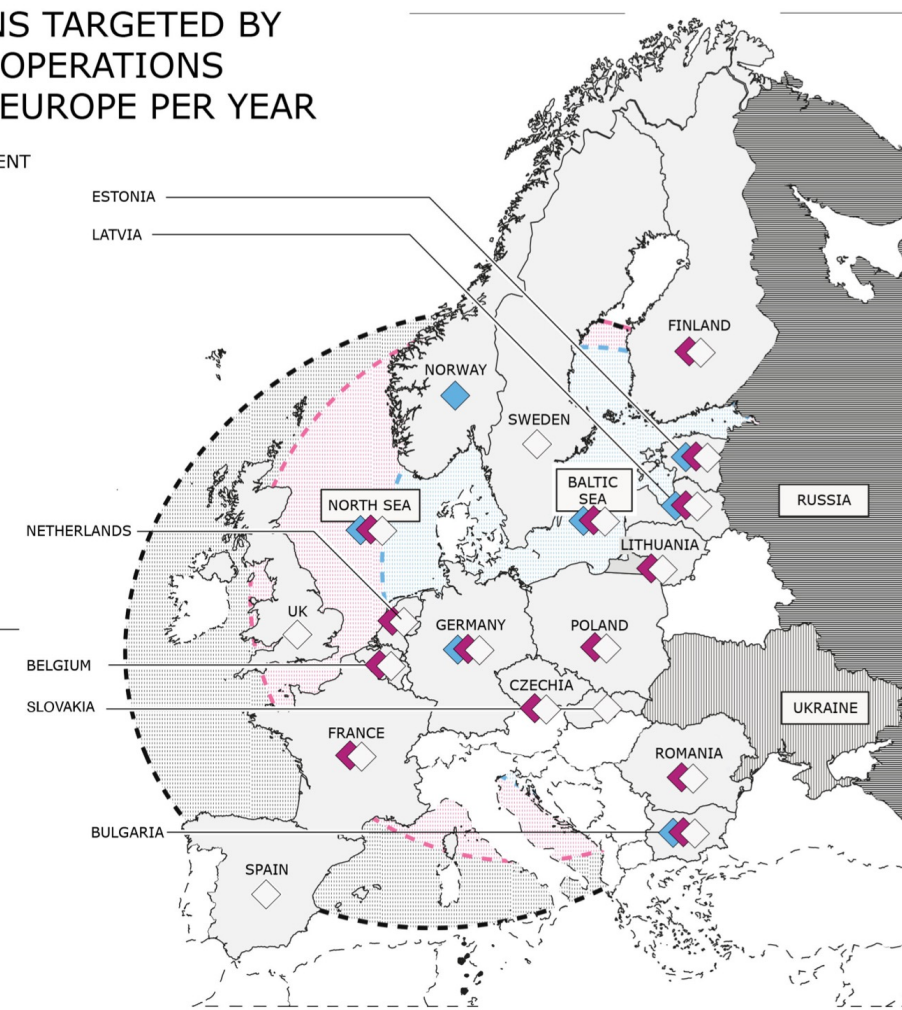 NS TARGETED BY
OPERATIONS
EUROPE PER YEAR
ENT
ESTONIA
LATVIA
FINLAND
NORWAY
SWEDEN
BALTIC
SEA
NORTH SEA
RUSSIA
NETHERLANDS
LITHUANIA
UK
GERMANY
POLAND
BELGIUM
CZECHIA
SLOVAKIA
UKRAINE
FRANCE
ROMANIA
BULGARIA
SPAIN